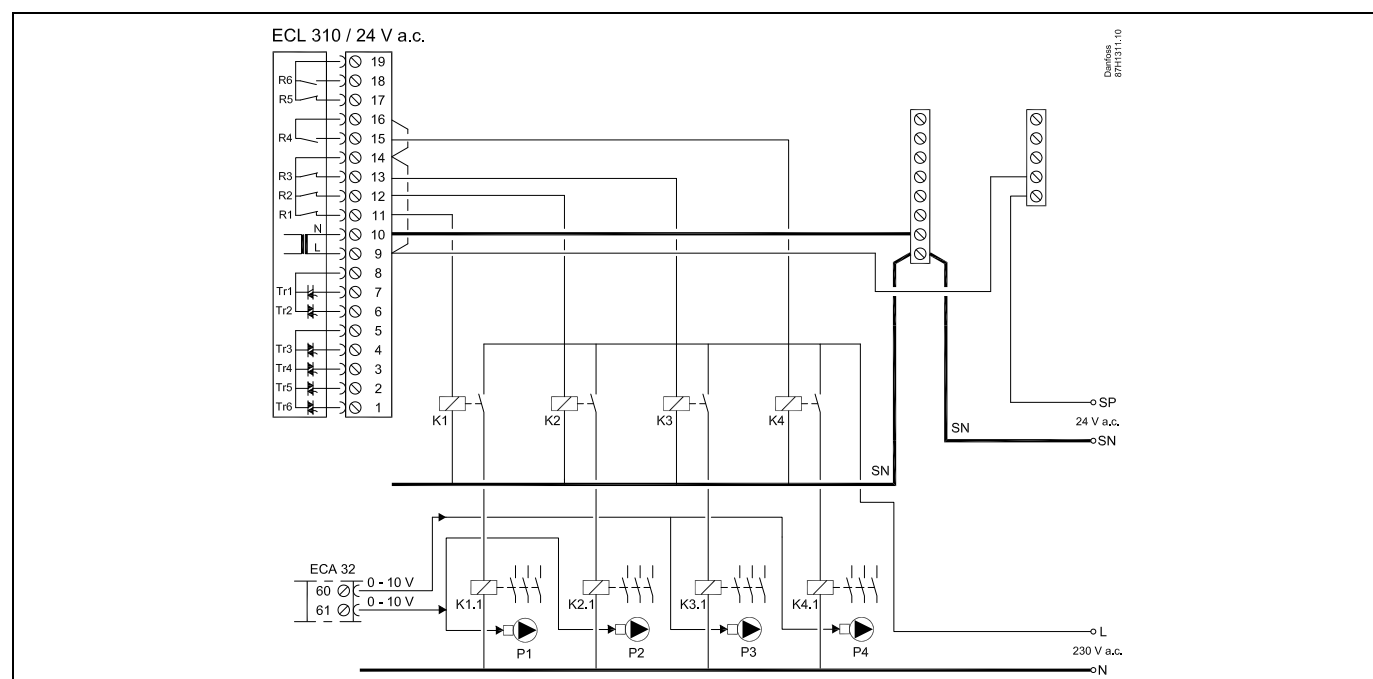 ECL 310 / 24 V a.c.
Danfoss
87H1311.10
19
R6 18
R5 17
16
R4 15
14
R3 13
R2 12
R1 11
N 10
L 9
8
Tr1 7
Tr2 6
5
Tr3 4
Tr4 3
Tr5 2
Tr6 1
K1 K2 K3 K4
SP
24 V a.c.
SN
SN
SN
ECA 32
60 0 - 10 V
61 0 - 10 V
K1.1 K2.1 K3.1 K4.1
P1 P2 P3 P4
L
230 V a.c.
N